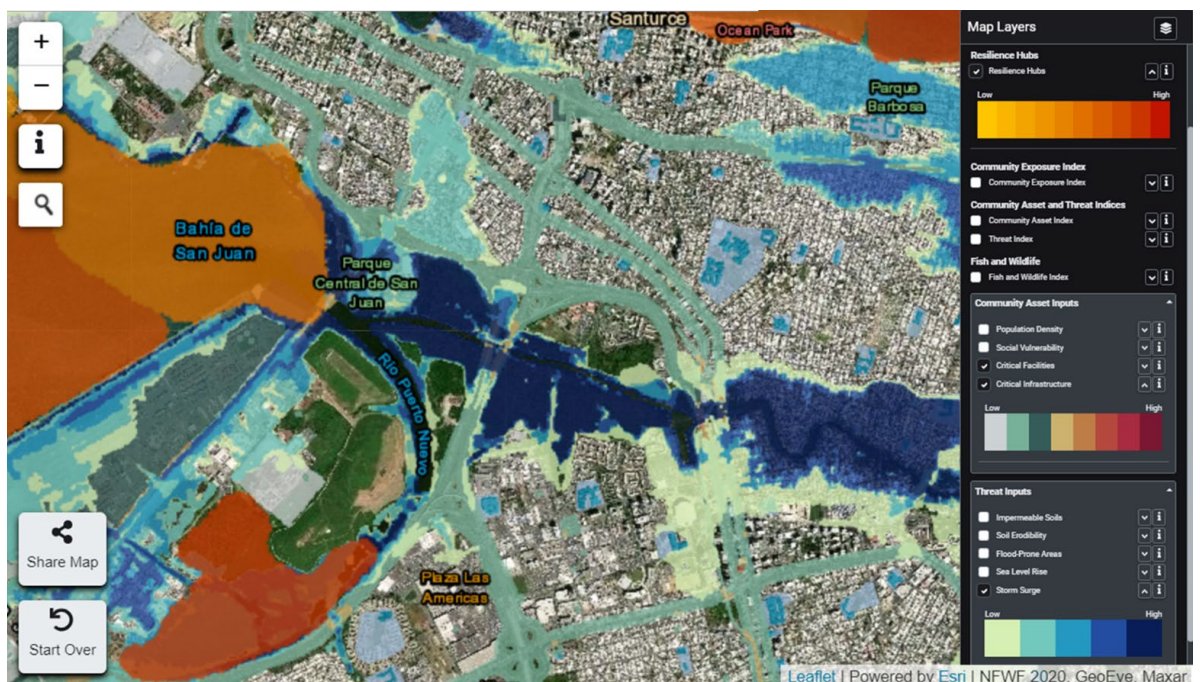 +
−
i
Santurce
Ocean Park
Parque
Barbosa
Bahía de
San Juan
Parque
Central de San
Juan
Río Puerto Nuevo
Plaza Las
Americas
Share Map
Start Over
Map Layers
Resilience Hubs
Resilience Hubs
i
Low High
Community Exposure Index
Community Exposure Index
i
Community Asset and Threat Indices
Community Asset Index
i
Threat Index
i
Fish and Wildlife
Fish and Wildlife Index
i
Community Asset Inputs
Population Density
i
Social Vulnerability
i
Critical Facilities
i
Critical Infrastructure
i
Low High
Threat Inputs
Impermeable Soils
i
Soil Erodibility
i
Flood-Prone Areas
i
Sea Level Rise
i
Storm Surge
i
Low High
Leaflet | Powered by Esri | NFWF 2020, GeoEye, Maxar